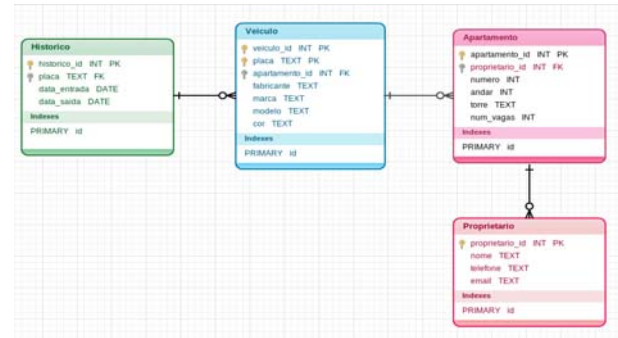 Historico
historico_id INT PK
placa TEXT FK
data_entrada DATE
data_saida DATE
Indexes
PRIMARY id
Veiculo
veiculo_id INT PK
placa TEXT PK
apartamento_id INT FK
fabricante TEXT
marca TEXT
modelo TEXT
cor TEXT
Indexes
PRIMARY id
Apartamento
apartamento_id INT PK
proprietario_id INT FK
numero INT
andar INT
torre TEXT
num_vagas INT
Indexes
PRIMARY id
Proprietario
proprietario_id INT PK
nome TEXT
telefone TEXT
email TEXT
Indexes
PRIMARY id